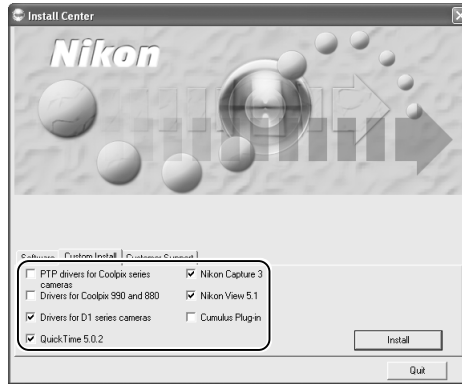 Install Center
Nikon
Software Custom Install Customer Support
PTP drivers for Coolpix series cameras
Drivers for Coolpix 990 and 880
Drivers for D1 series cameras
QuickTime 5.0.2
Nikon Capture 3
Nikon View 5.1
Cumulus Plug-in
Install
Quit